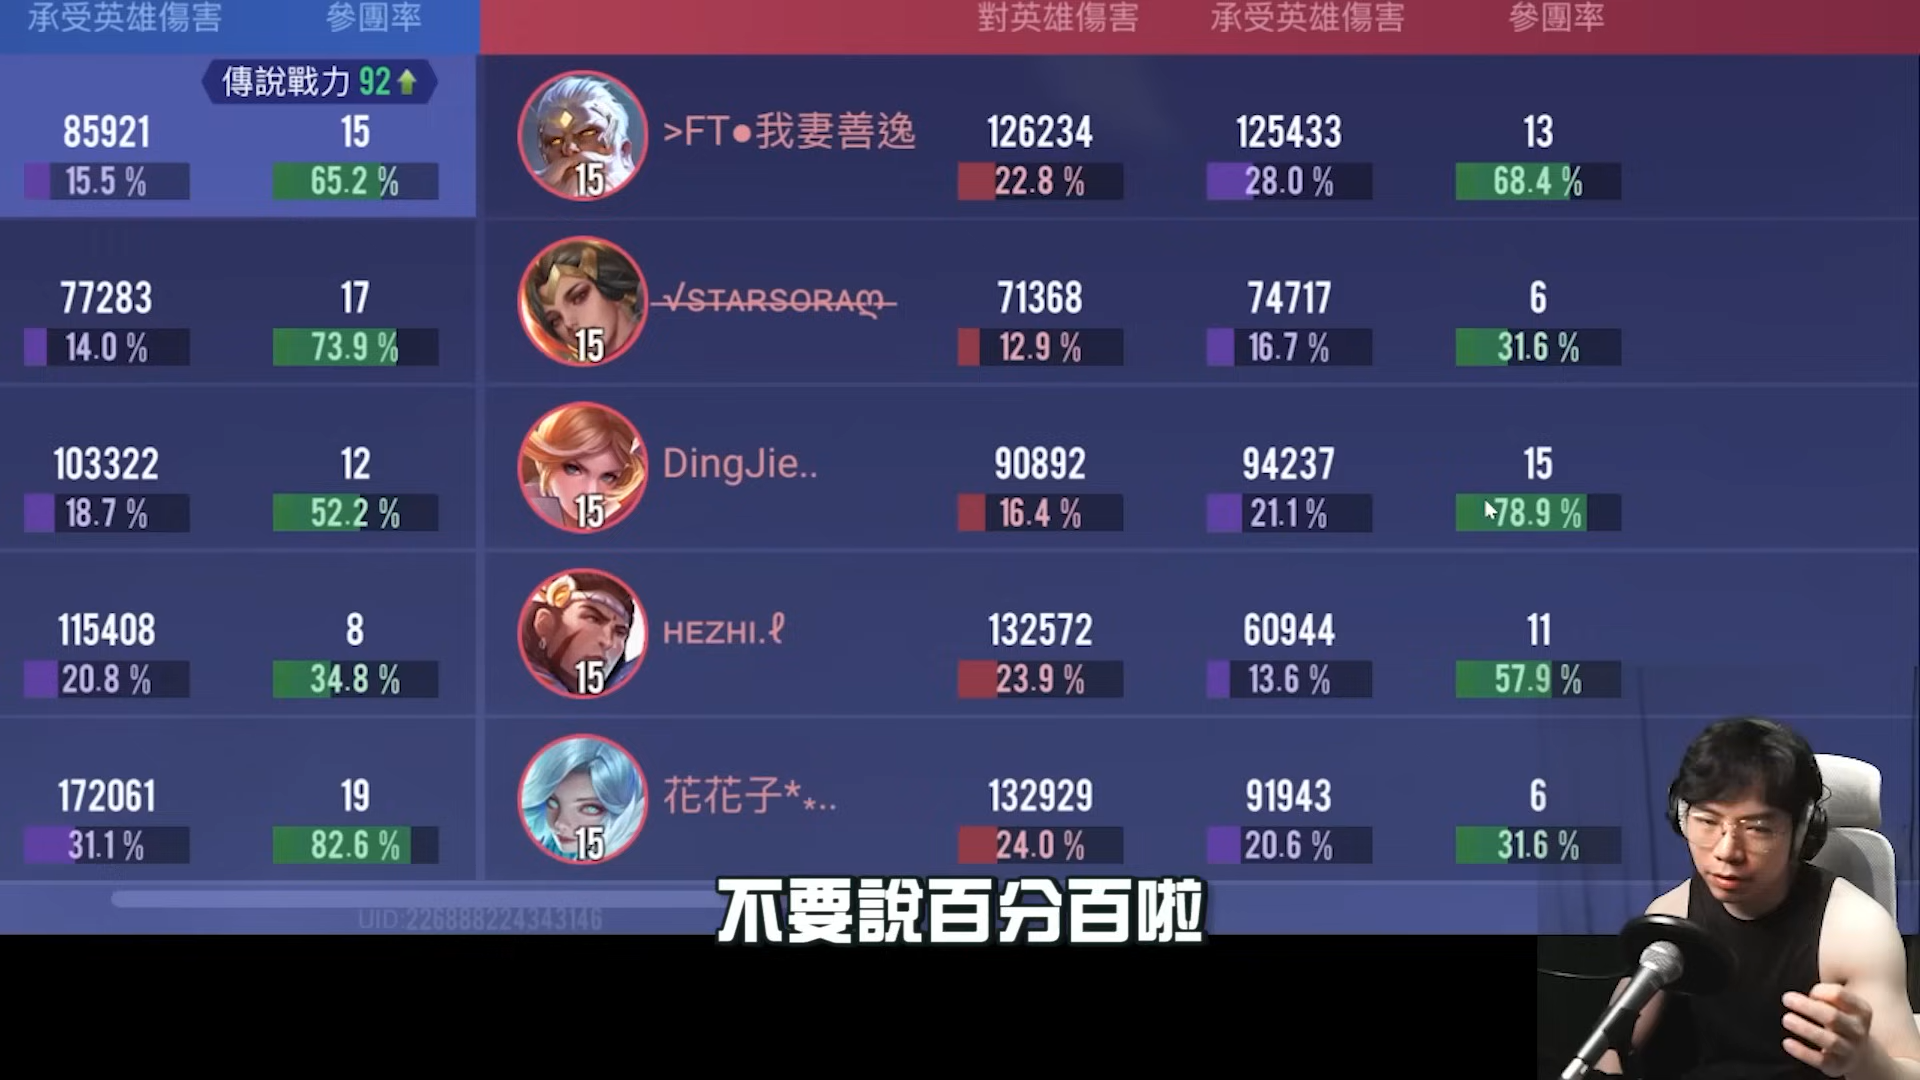 承受英雄傷害 參團率 對英雄傷害 承受英雄傷害 參團率
傳說戰力 92
85921 15
15.5 % 65.2 %
77283 17
14.0 % 73.9 %
103322 12
18.7 % 52.2 %
115408 8
20.8 % 34.8 %
172061 19
31.1 % 82.6 %
15 >FT●我妻善逸 126234 125433 13
22.8 % 28.0 % 68.4 %
15 √STARSORAღ 71368 74717 6
12.9 % 16.7 % 31.6 %
15 DingJie.. 90892 94237 15
16.4 % 21.1 % 78.9 %
15 HEZHI.ℓ 132572 60944 11
23.9 % 13.6 % 57.9 %
15 花花子*⁎.. 132929 91943 6
24.0 % 20.6 % 31.6 %
UID:226888224343146
不要說百分百啦